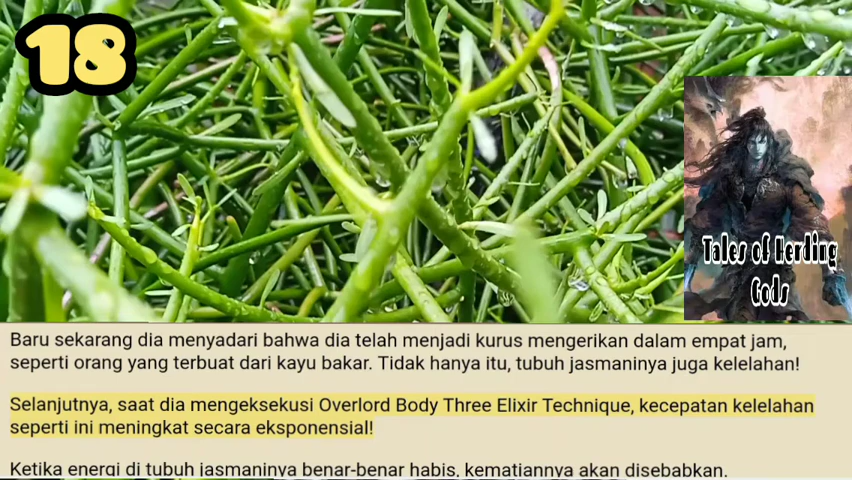 18
Tales of Herding
Gods
Baru sekarang dia menyadari bahwa dia telah menjadi kurus mengerikan dalam empat jam,
seperti orang yang terbuat dari kayu bakar. Tidak hanya itu, tubuh jasmaninya juga kelelahan!
Selanjutnya, saat dia mengeksekusi Overlord Body Three Elixir Technique, kecepatan kelelahan
seperti ini meningkat secara eksponensial!
Ketika energi di tubuh jasmaninya benar-benar habis, kematiannya akan disebabkan.